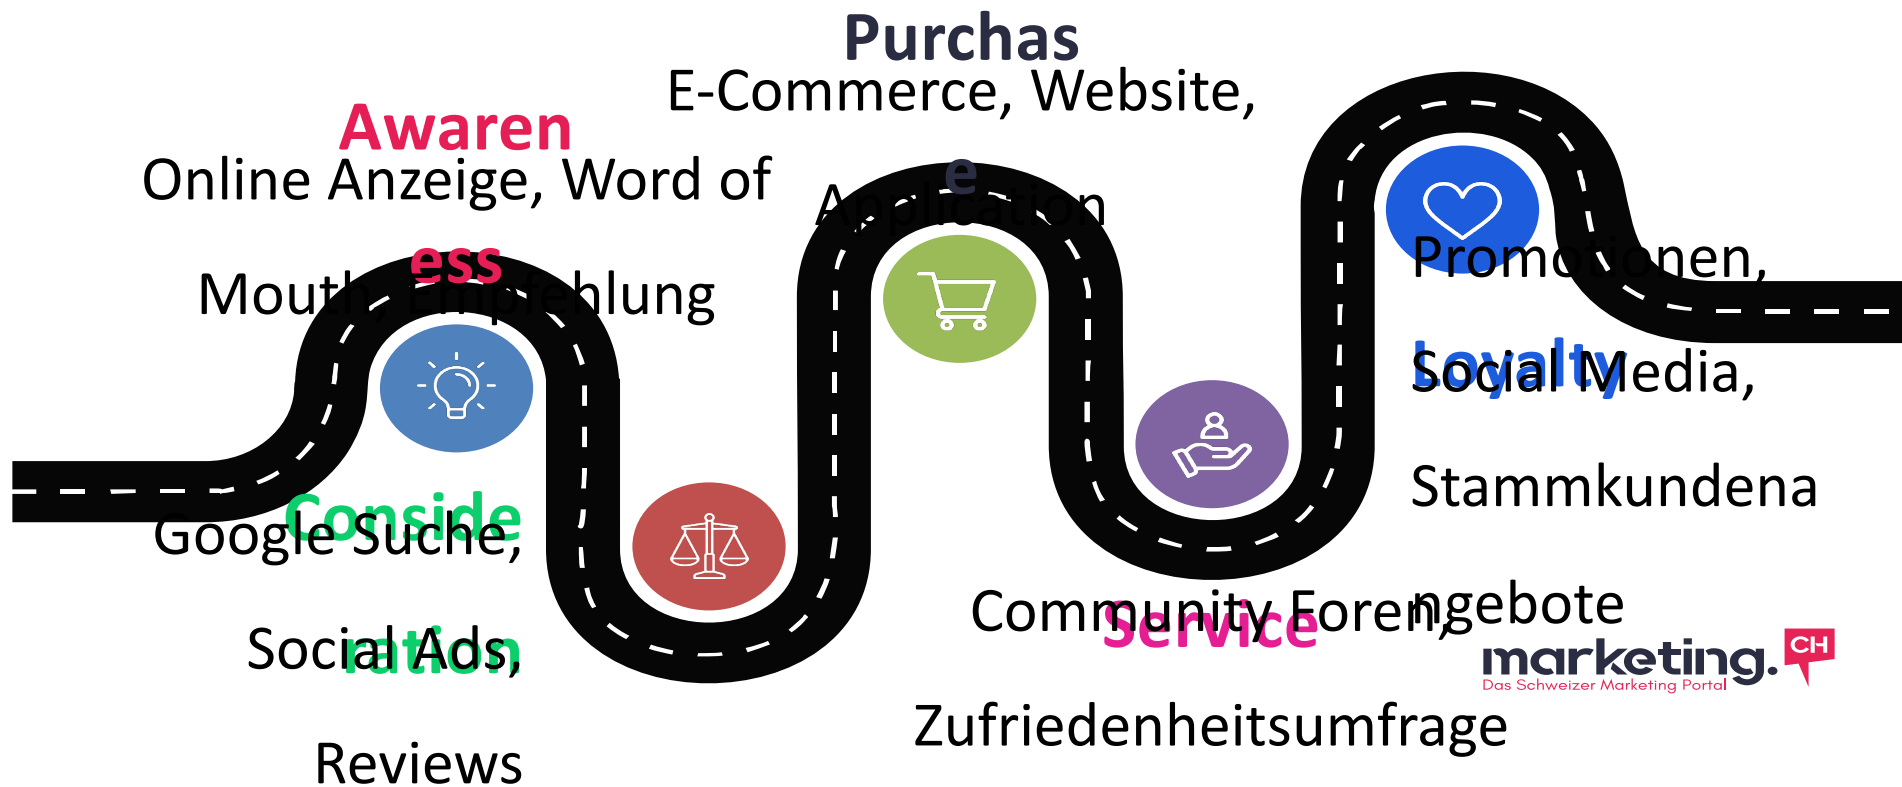 Awaren
ess
Online Anzeige, Word of
Mouth, Empfehlung
Conside
ration
Google Suche,
Social Ads,
Reviews
Purchas
e
E-Commerce, Website,
Application
Service
Community Foren,
Zufriedenheitsumfrage
Loyalty
Promotionen,
Social Media,
Stammkundena
ngebote
marketing.CH
Das Schweizer Marketing Portal